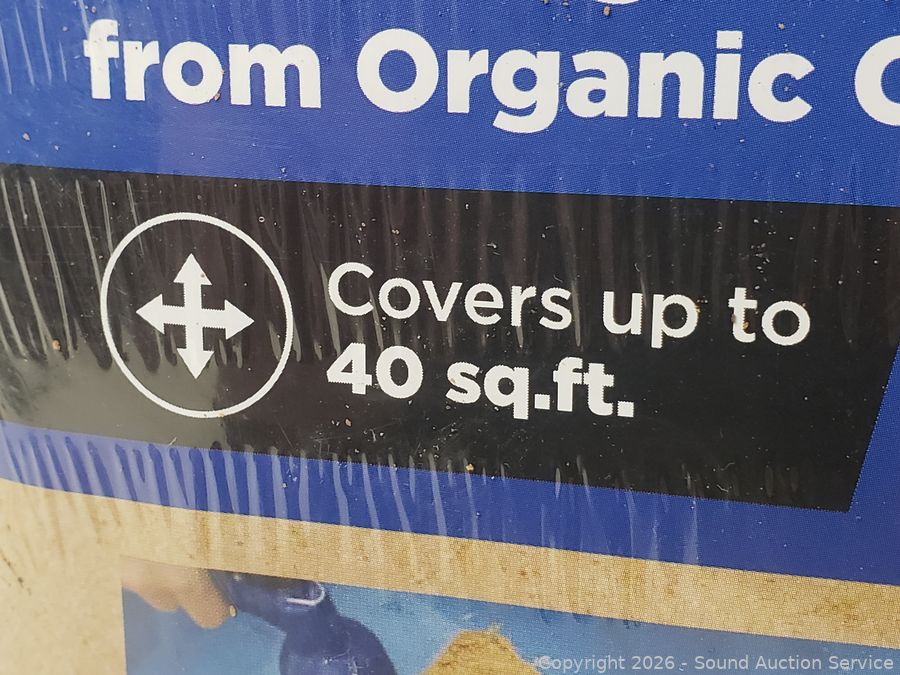 from Organic
Covers up to
40 sq.ft.
Copyright 2026 - Sound Auction Service